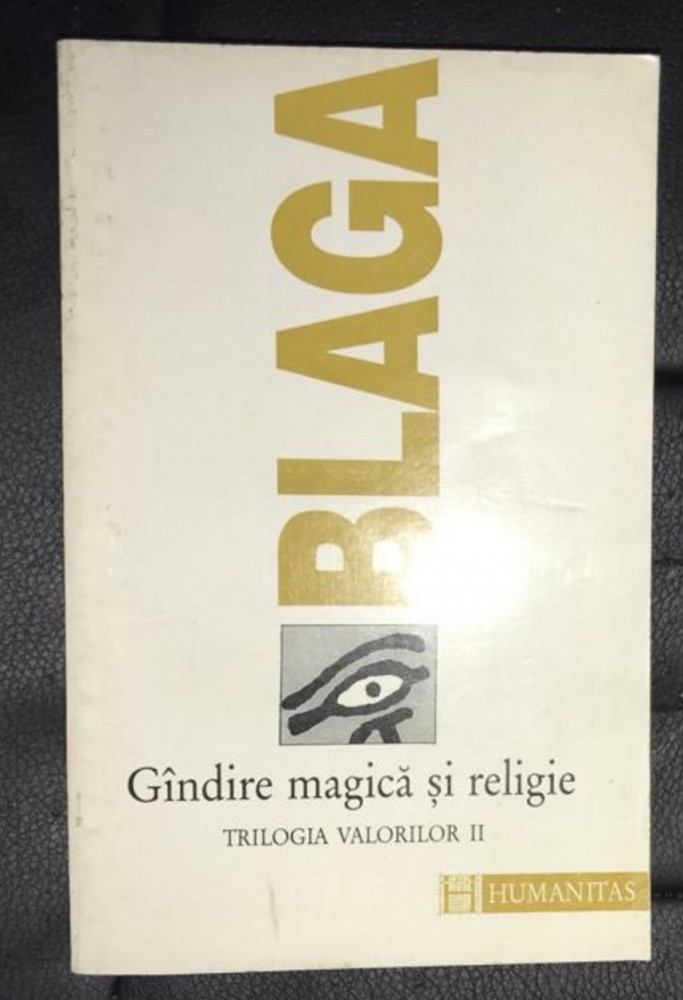 BLAGA
Gîndire magică și religie
TRILOGIA VALORILOR II
HUMANITAS